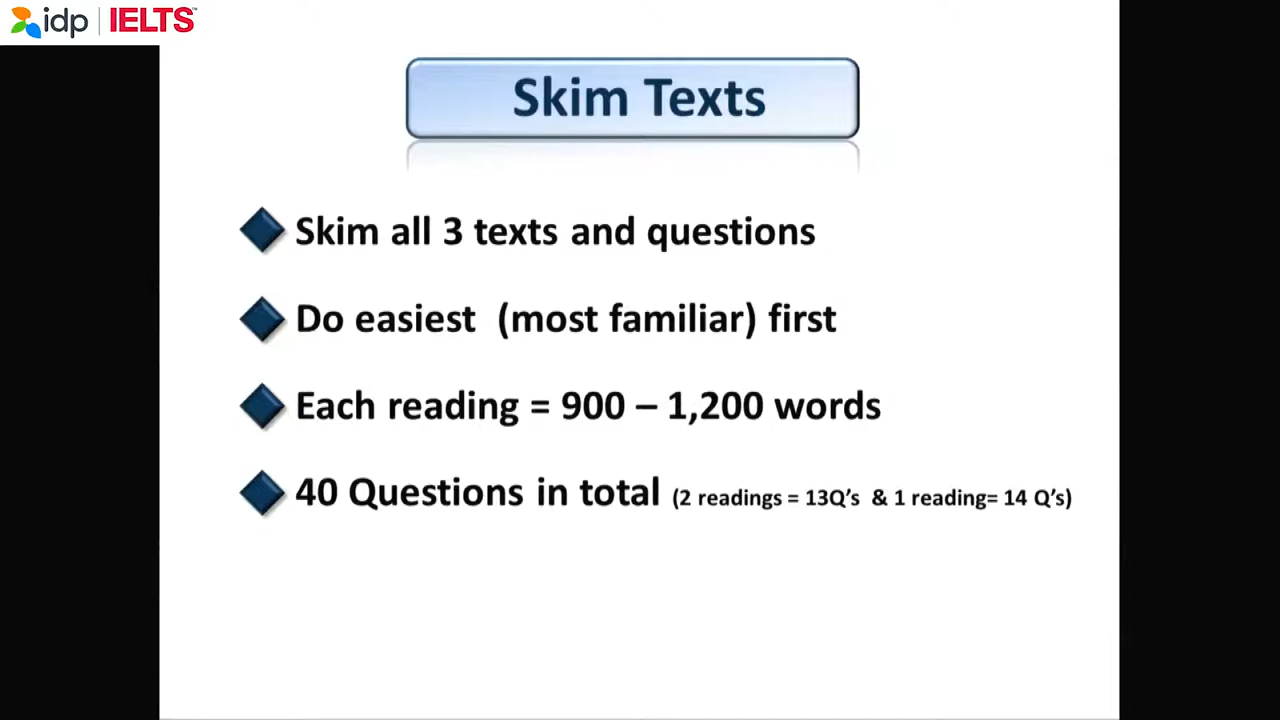 idp | IELTS™
Skim Texts
Skim all 3 texts and questions
Do easiest (most familiar) first
Each reading = 900 – 1,200 words
40 Questions in total (2 readings = 13Q's & 1 reading= 14 Q's)